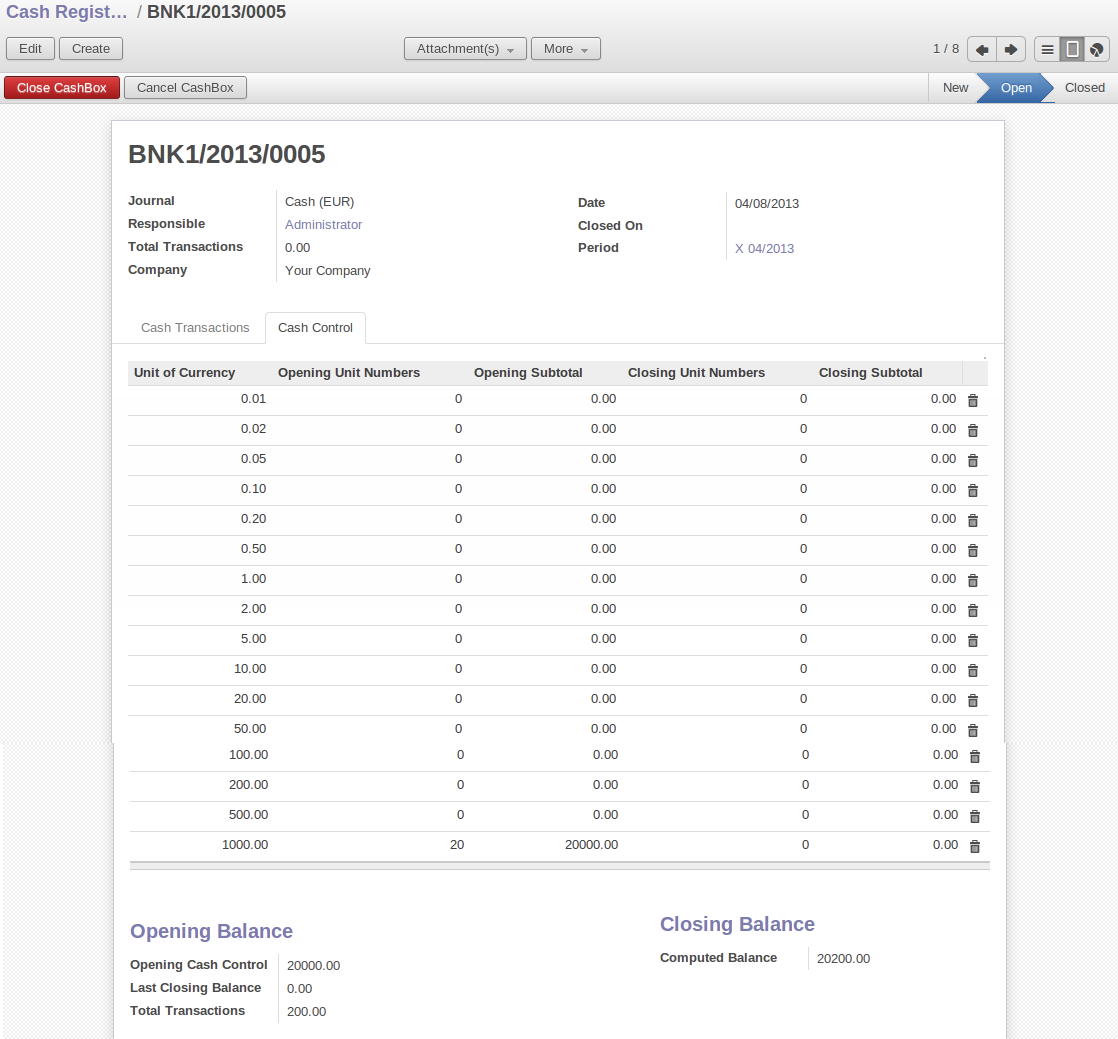 Cash Regist... / BNK1/2013/0005
Edit Create Attachment(s) More 1 / 8
Close CashBox Cancel CashBox New Open Closed
BNK1/2013/0005
Journal Cash (EUR) Date 04/08/2013
Responsible Administrator Closed On
Total Transactions 0.00 Period X 04/2013
Company Your Company
Cash Transactions Cash Control
Unit of Currency Opening Unit Numbers Opening Subtotal Closing Unit Numbers Closing Subtotal
0.01 0 0.00 0 0.00
0.02 0 0.00 0 0.00
0.05 0 0.00 0 0.00
0.10 0 0.00 0 0.00
0.20 0 0.00 0 0.00
0.50 0 0.00 0 0.00
1.00 0 0.00 0 0.00
2.00 0 0.00 0 0.00
5.00 0 0.00 0 0.00
10.00 0 0.00 0 0.00
20.00 0 0.00 0 0.00
50.00 0 0.00 0 0.00
100.00 0 0.00 0 0.00
200.00 0 0.00 0 0.00
500.00 0 0.00 0 0.00
1000.00 20 20000.00 0 0.00
Opening Balance Closing Balance
Opening Cash Control 20000.00 Computed Balance 20200.00
Last Closing Balance 0.00
Total Transactions 200.00